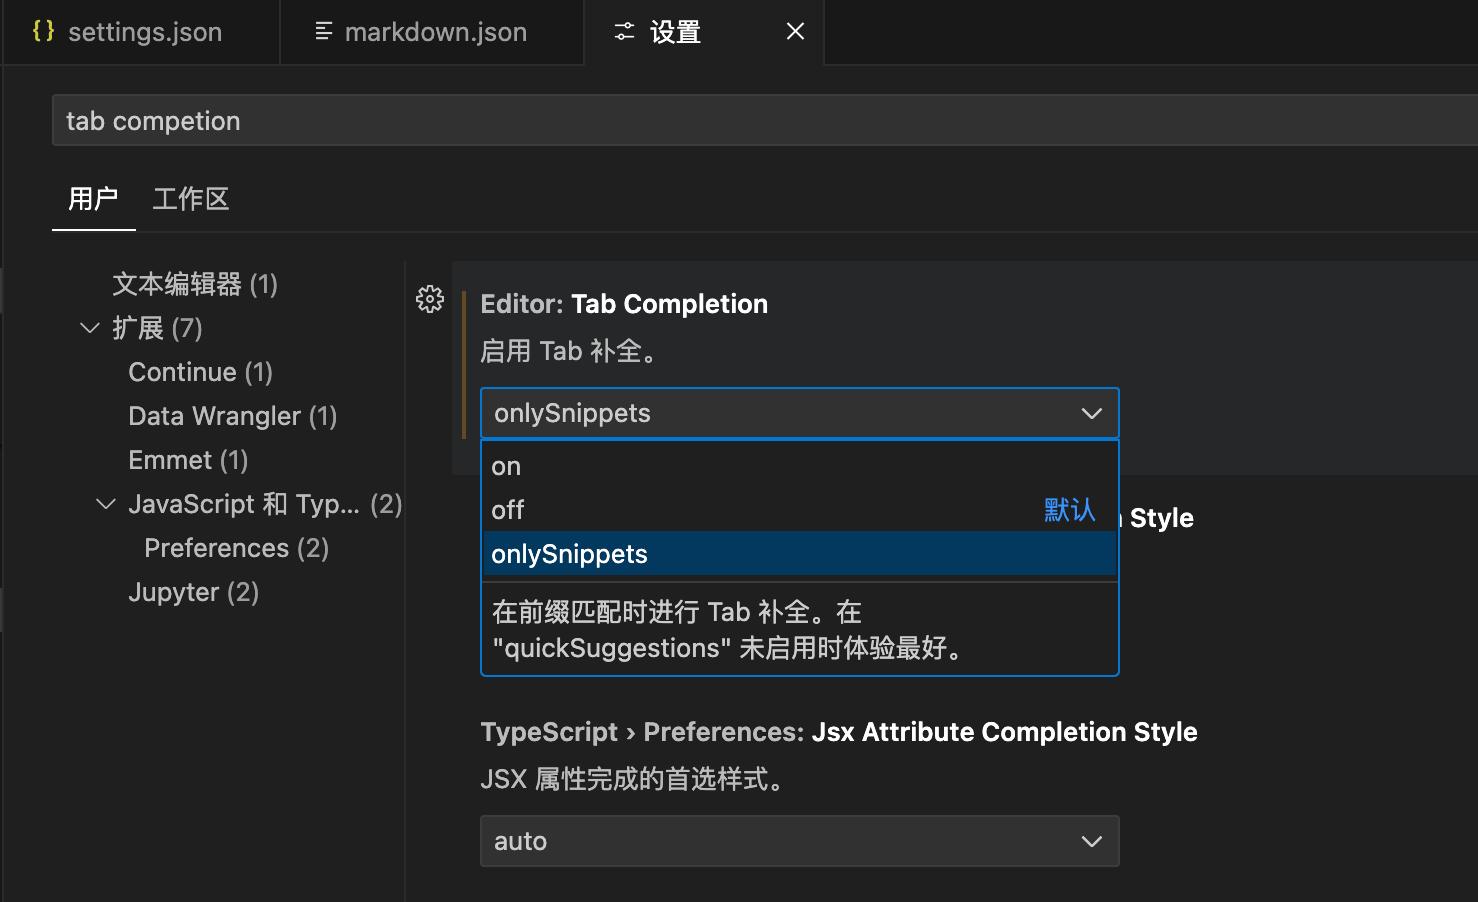 settings.json
markdown.json
设置
tab competion
用户
工作区
文本编辑器 (1)
扩展 (7)
Continue (1)
Data Wrangler (1)
Emmet (1)
JavaScript 和 Typ... (2)
Preferences (2)
Jupyter (2)
Editor: Tab Completion
启用 Tab 补全。
onlySnippets
on
off 默认
Style
onlySnippets
在前缀匹配时进行 Tab 补全。在
"quickSuggestions" 未启用时体验最好。
TypeScript › Preferences: Jsx Attribute Completion Style
JSX 属性完成的首选样式。
auto